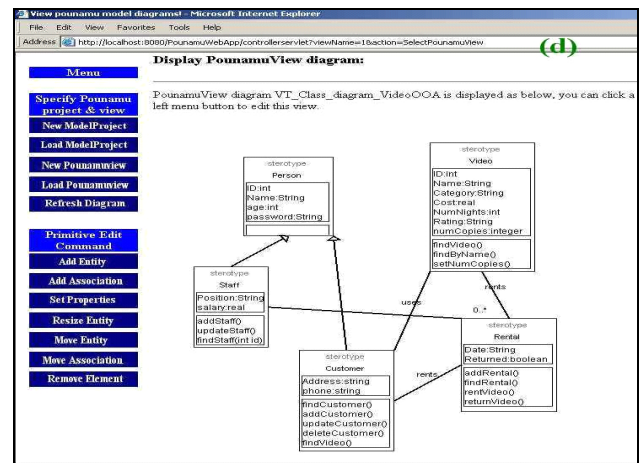 View pounamu model diagrams! - Microsoft Internet Explorer
File Edit View Favorites Tools Help
Address http://localhost:8080/PounamuWebApp/controllerservlet?viewName=1&action=SelectPounamuView
(d)
Menu
Specify Pounamu
project & view
New ModelProject
Load ModelProject
New Pounamuview
Load Pounamuview
Refresh Diagram
Primitive Edit
Command
Add Entity
Add Association
Set Properties
Resize Entity
Move Entity
Move Association
Remove Element
Display PounamuView diagram:
PounamuView diagram VT_Class_diagram_VideoOOA is displayed as below, you can click a
left menu button to edit this view.
sterotype
Person
ID:int
Name:String
age:int
password:String
sterotype
Video
ID:int
Name:String
Category:String
Cost:real
NumNights:int
Rating:String
numCopies:integer
findVideo()
findByName()
setNumCopies()
sterotype
Staff
Position:String
salary:real
addStaff()
updateStaff()
findStaff(int id)
uses
rents
0..*
sterotype
Rental
Date:String
Returned:boolean
addRental()
findRental()
rentVideo()
returnVideo()
rents
sterotype
Customer
Address:string
phone:string
findCustomer()
addCustomer()
updateCustomer()
deleteCustomer()
findVideo()